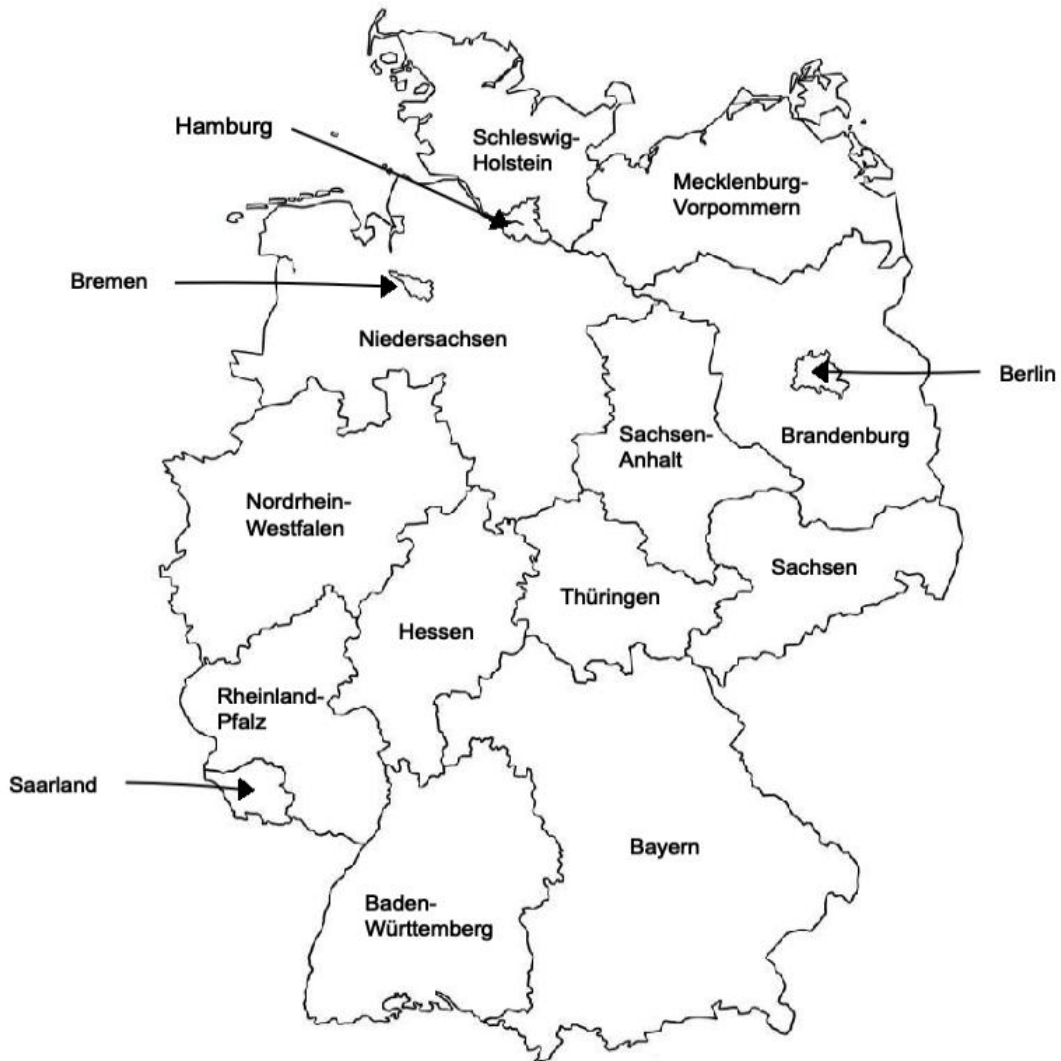 Hamburg
Schleswig-
Holstein
Mecklenburg-
Vorpommern
Bremen
Niedersachsen
Berlin
Sachsen-
Anhalt
Brandenburg
Nordrhein-
Westfalen
Sachsen
Thüringen
Hessen
Rheinland-
Pfalz
Saarland
Bayern
Baden-
Württemberg